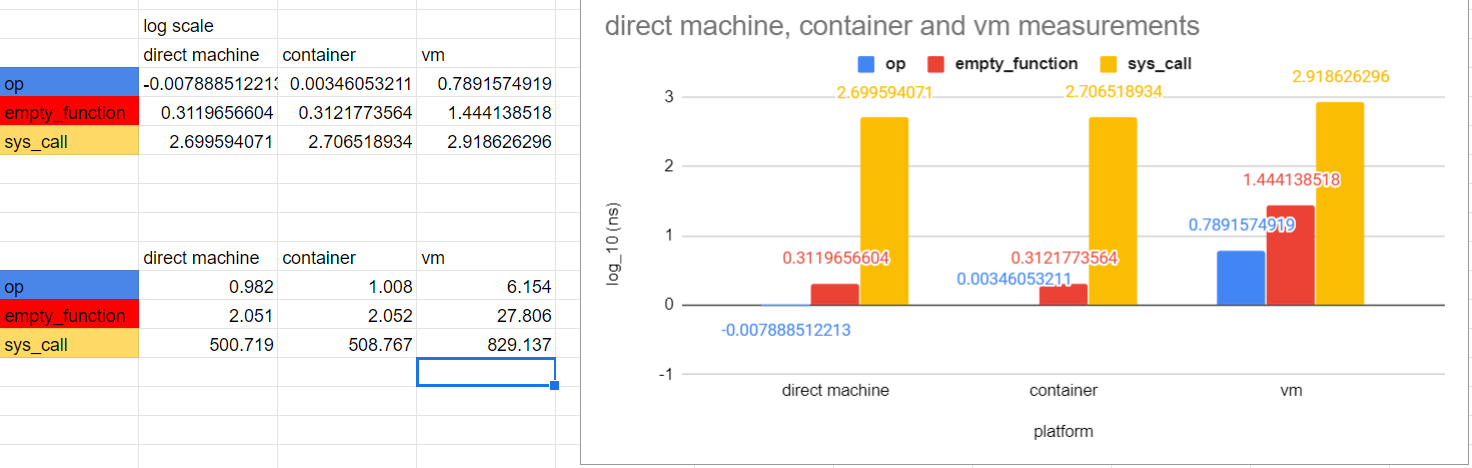 log scale
direct machine container vm
op -0.007888512213 0.00346053211 0.7891574919
empty_function 0.3119656604 0.3121773564 1.444138518
sys_call 2.699594071 2.706518934 2.918626296
direct machine container vm
op 0.982 1.008 6.154
empty_function 2.051 2.052 27.806
sys_call 500.719 508.767 829.137
direct machine, container and vm measurements
op empty_function sys_call
2.918626296
2.699594071 2.706518934
3
2
1.444138518
0.7891574919
1
0.3119656604 0.3121773564
0.00346053211
0
-0.007888512213
-1
log_10 (ns)
direct machine container vm
platform